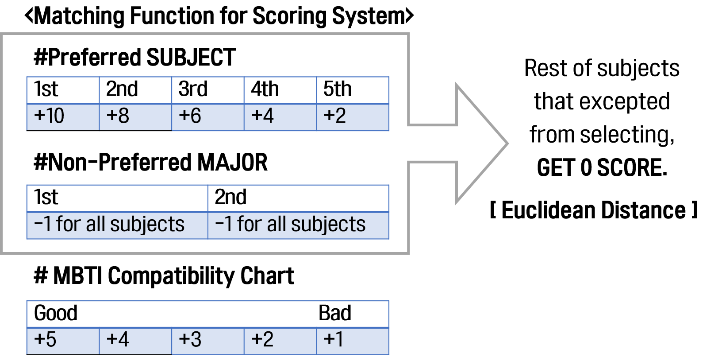 <Matching Function for Scoring System>
#Preferred SUBJECT
1st 2nd 3rd 4th 5th
+10 +8 +6 +4 +2
#Non-Preferred MAJOR
1st 2nd
-1 for all subjects -1 for all subjects
Rest of subjects
that excepted
from selecting,
GET 0 SCORE.
[ Euclidean Distance ]
# MBTI Compatibility Chart
Good Bad
+5 +4 +3 +2 +1